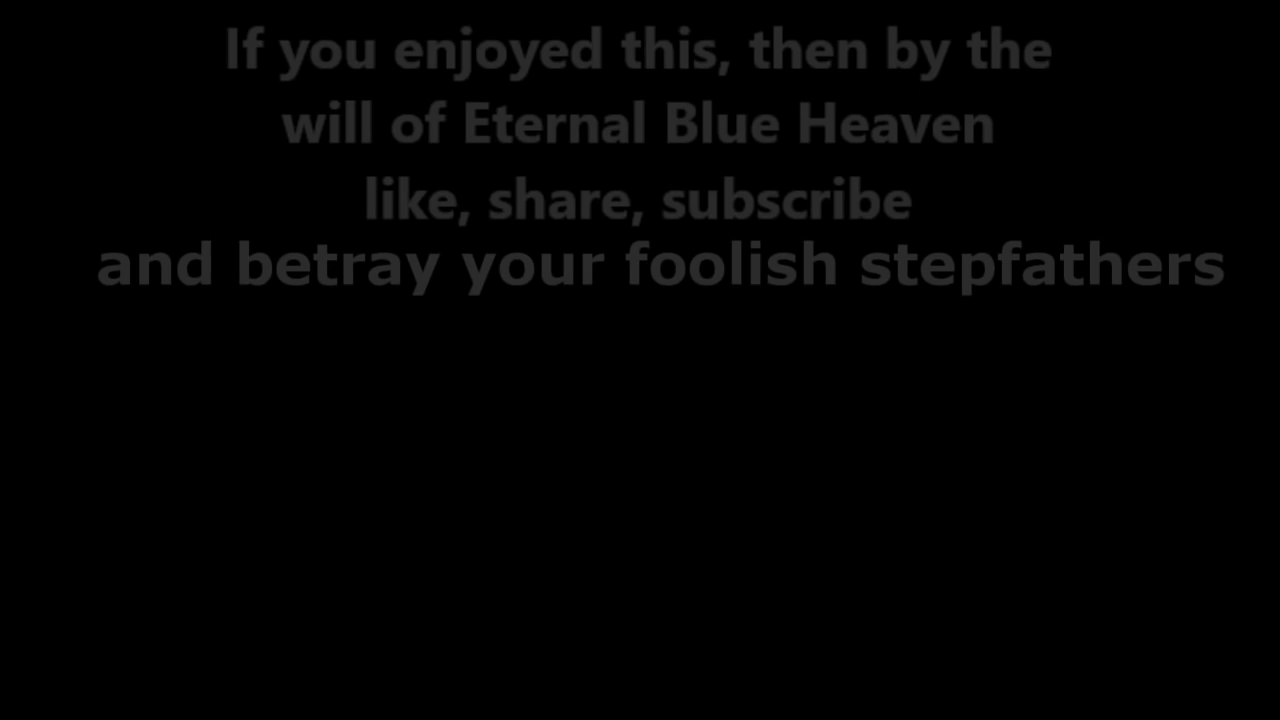 If you enjoyed this, then by the
will of Eternal Blue Heaven
like, share, subscribe
and betray your foolish stepfathers